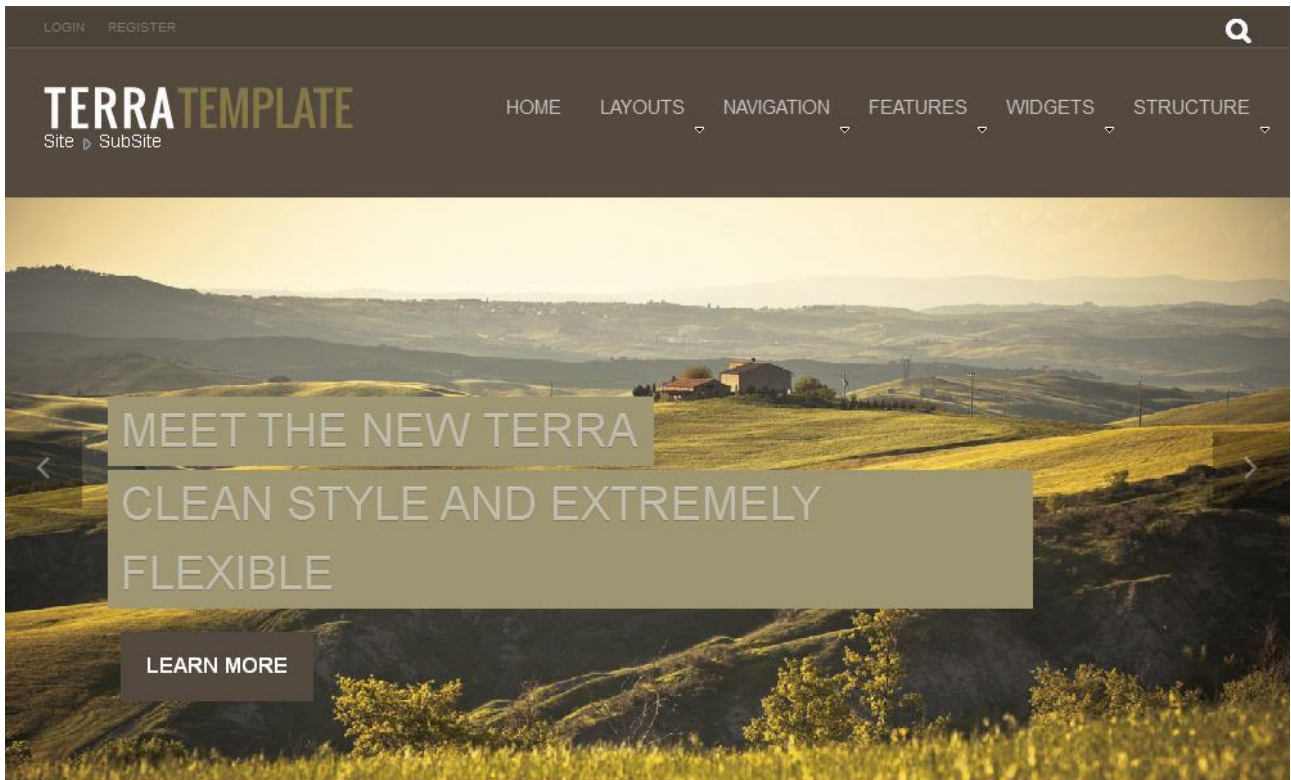 LOGIN REGISTER
TERRATEMPLATE
Site SubSite
HOME LAYOUTS NAVIGATION FEATURES WIDGETS STRUCTURE
MEET THE NEW TERRA
CLEAN STYLE AND EXTREMELY
FLEXIBLE
LEARN MORE